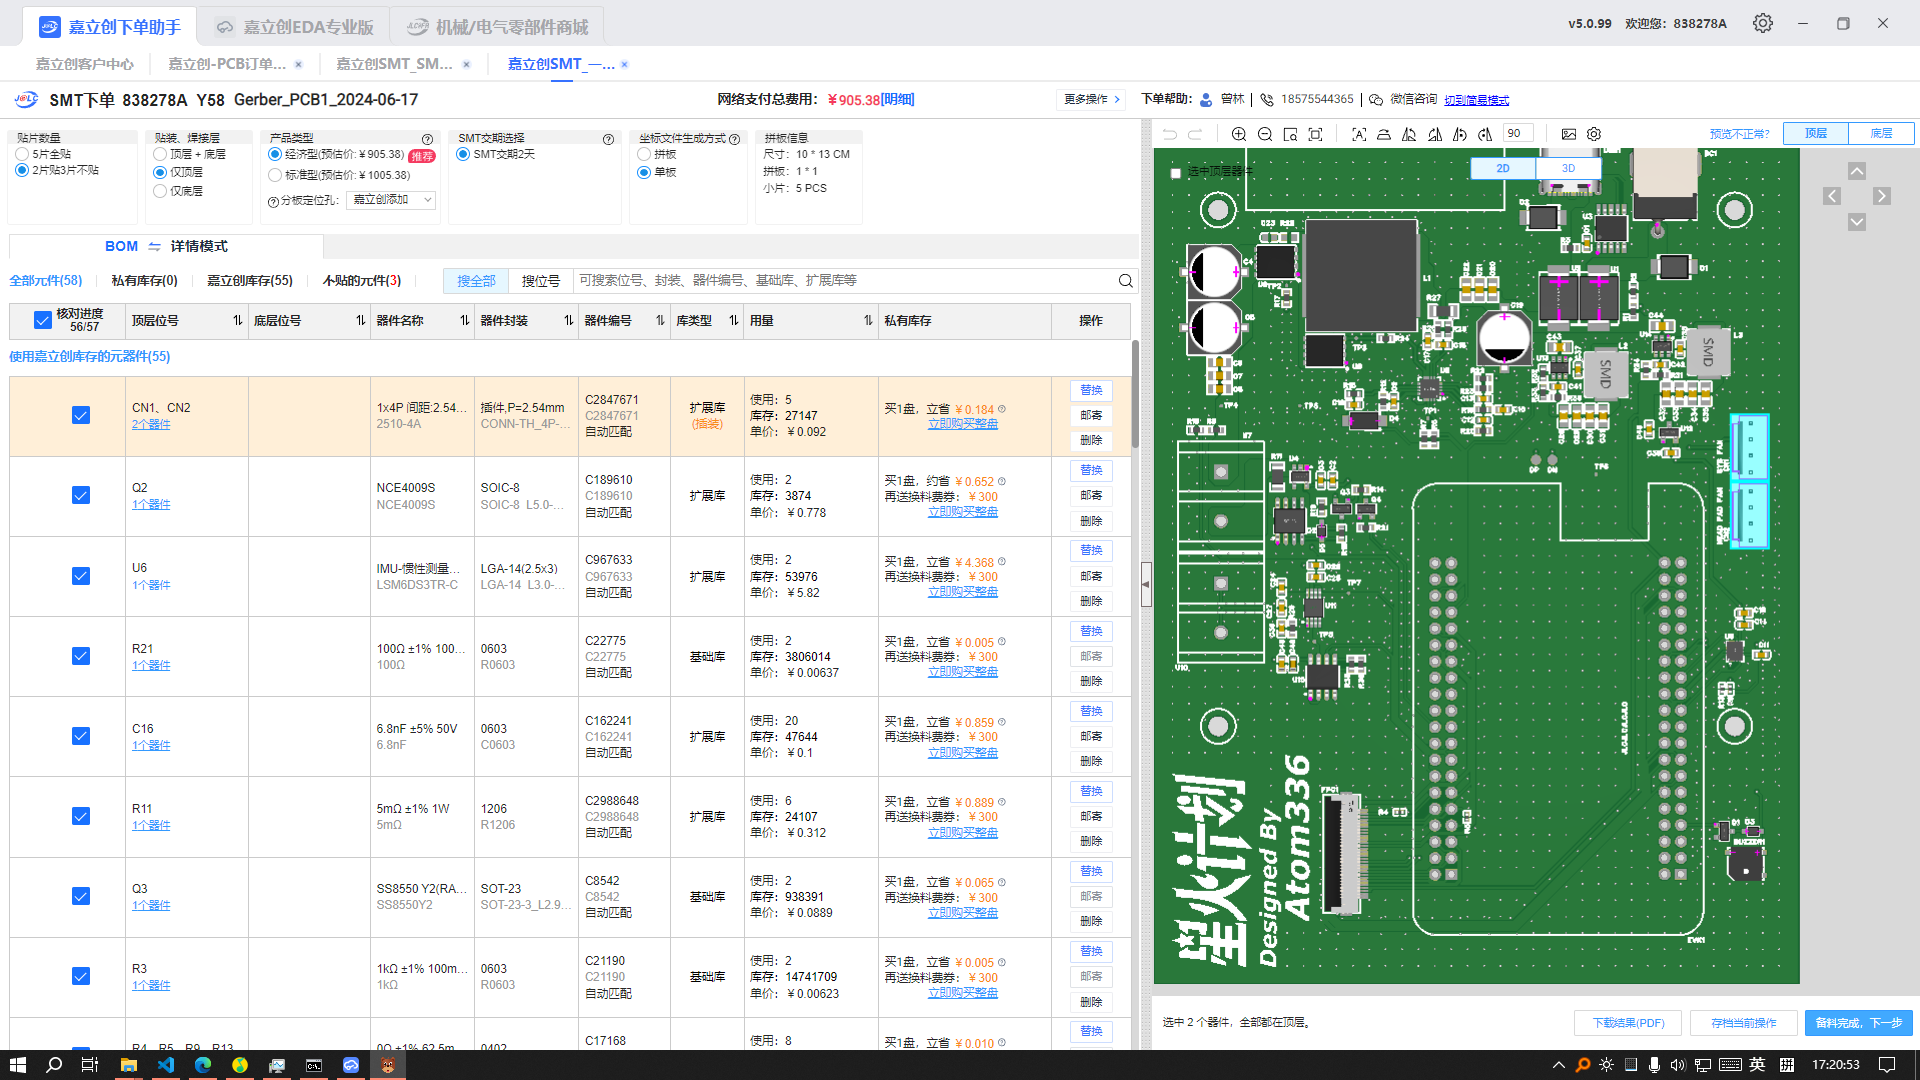 嘉立创下单助手
嘉立创EDA专业版
机械/电气零部件商城
v5.0.99 欢迎您：838278A
嘉立创客户中心
嘉立创-PCB订单... ×
嘉立创SMT_SM... ×
嘉立创SMT_一... ×
SMT下单 838278A Y58 Gerber_PCB1_2024-06-17
网络支付总费用：￥905.38[明细]
更多操作 >
下单帮助： 曾林 | 18575544365 | 微信咨询 切到简易模式
贴片数量
5片全贴
2片贴3片不贴
贴装、焊接层
顶层 + 底层
仅顶层
仅底层
产品类型
经济型(预估价:￥905.38) 推荐
标准型(预估价:￥1005.38)
分板定位孔： 嘉立创添加
SMT交期选择
SMT交期2天
坐标文件生成方式
拼板
单板
拼板信息
尺寸：10 * 13 CM
拼板：1 * 1
小片：5 PCS
BOM ⇋ 详情模式
全部元件(58)
私有库存(0)
嘉立创库存(55)
不贴的元件(3)
搜全部
搜位号
可搜索位号、封装、器件编号、基础库、扩展库等
核对进度
56/57
顶层位号 底层位号 器件名称 器件封装 器件编号 库类型 用量 私有库存 操作
使用嘉立创库存的元器件(55)
CN1、CN2
2个器件
1x4P 间距:2.54...
2510-4A
插件,P=2.54mm
CONN-TH_4P-...
C2847671
C2847671
自动匹配
扩展库
(插装)
使用：5
库存：27147
单价：￥0.092
买1盘，立省 ￥0.184
立即购买整盘
替换
邮寄
删除
Q2
1个器件
NCE4009S
NCE4009S
SOIC-8
SOIC-8 L5.0-...
C189610
C189610
自动匹配
扩展库
使用：2
库存：3874
单价：￥0.778
买1盘，约省 ￥0.652
再送换料费券：￥300
立即购买整盘
替换
邮寄
删除
U6
1个器件
IMU-惯性测量...
LSM6DS3TR-C
LGA-14(2.5x3)
LGA-14 L3.0-...
C967633
C967633
自动匹配
扩展库
使用：2
库存：53976
单价：￥5.82
买1盘，立省 ￥4.368
再送换料费券：￥300
立即购买整盘
替换
邮寄
删除
R21
1个器件
100Ω ±1% 100...
100Ω
0603
R0603
C22775
C22775
自动匹配
基础库
使用：2
库存：3806014
单价：￥0.00637
买1盘，立省 ￥0.005
再送换料费券：￥300
立即购买整盘
替换
邮寄
删除
C16
1个器件
6.8nF ±5% 50V
6.8nF
0603
C0603
C162241
C162241
自动匹配
扩展库
使用：20
库存：47644
单价：￥0.1
买1盘，立省 ￥0.859
再送换料费券：￥300
立即购买整盘
替换
邮寄
删除
R11
1个器件
5mΩ ±1% 1W
5mΩ
1206
R1206
C2988648
C2988648
自动匹配
扩展库
使用：6
库存：24107
单价：￥0.312
买1盘，立省 ￥0.889
再送换料费券：￥300
立即购买整盘
替换
邮寄
删除
Q3
1个器件
SS8550 Y2(RA...
SS8550Y2
SOT-23
SOT-23-3_L2.9...
C8542
C8542
自动匹配
基础库
使用：2
库存：938391
单价：￥0.0889
买1盘，立省 ￥0.065
再送换料费券：￥300
立即购买整盘
替换
邮寄
删除
R3
1个器件
1kΩ ±1% 100m...
1kΩ
0603
R0603
C21190
C21190
自动匹配
基础库
使用：2
库存：14741709
单价：￥0.00623
买1盘，立省 ￥0.005
再送换料费券：￥300
立即购买整盘
替换
邮寄
删除
R4、R5、R9、R13
0Ω ±1% 62.5m
0402
C17168
使用：8
买1盘，立省 ￥0.010
替换
90
预览不正常?
顶层
底层
选中顶层器件
2D
3D
SMD
SMD
星火计创
Designed By
Atom336
选中 2 个器件，全部都在顶层。
下载结果(PDF)
存档当前操作
备料完成，下一步
英
拼
17:20:53